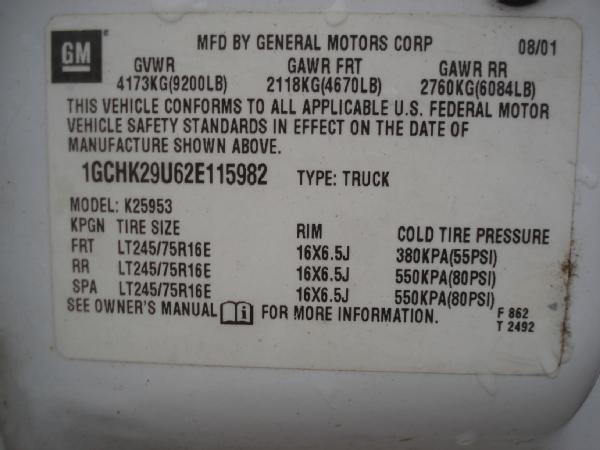 GM
MFD BY GENERAL MOTORS CORP 08/01
GVWR GAWR FRT GAWR RR
4173KG(9200LB) 2118KG(4670LB) 2760KG(6084LB)
THIS VEHICLE CONFORMS TO ALL APPLICABLE U.S. FEDERAL MOTOR
VEHICLE SAFETY STANDARDS IN EFFECT ON THE DATE OF
MANUFACTURE SHOWN ABOVE.
1GCHK29U62E115982 TYPE: TRUCK
MODEL: K25953
KPGN TIRE SIZE RIM COLD TIRE PRESSURE
FRT LT245/75R16E 16X6.5J 380KPA(55PSI)
RR LT245/75R16E 16X6.5J 550KPA(80PSI)
SPA LT245/75R16E 16X6.5J 550KPA(80PSI)
SEE OWNER'S MANUAL i FOR MORE INFORMATION.
F 862
T 2492